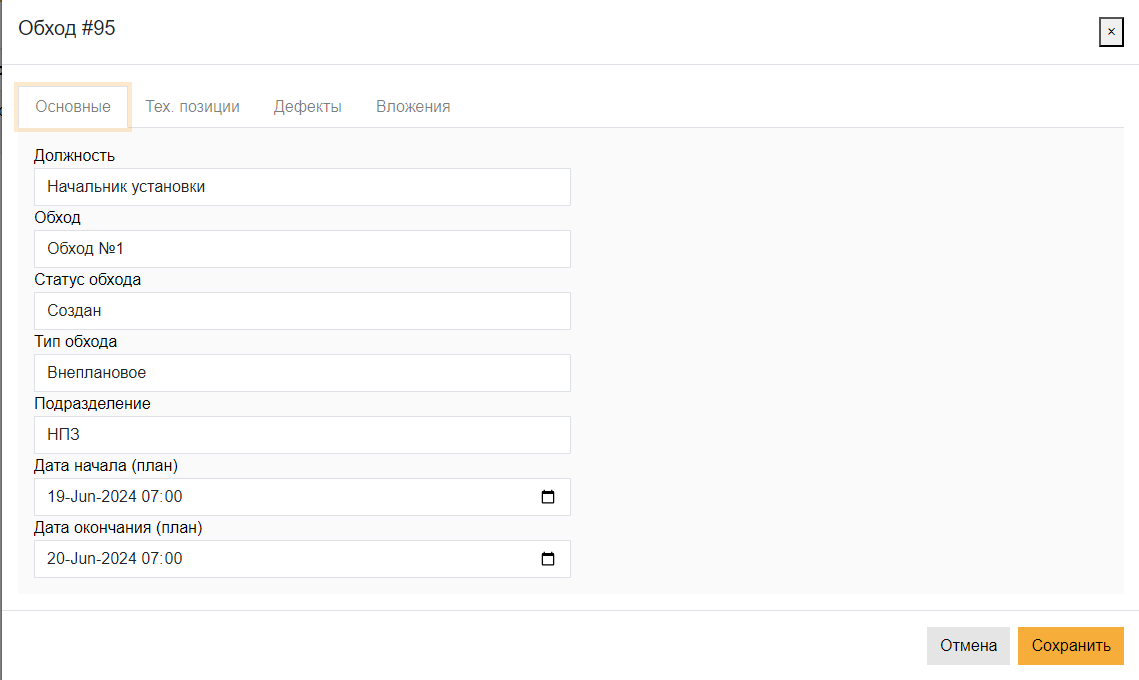 Обход #95
×
Основные Тех. позиции Дефекты Вложения
Должность
Начальник установки
Обход
Обход №1
Статус обхода
Создан
Тип обхода
Внеплановое
Подразделение
НПЗ
Дата начала (план)
19-Jun-2024 07:00
Дата окончания (план)
20-Jun-2024 07:00
Отмена Сохранить